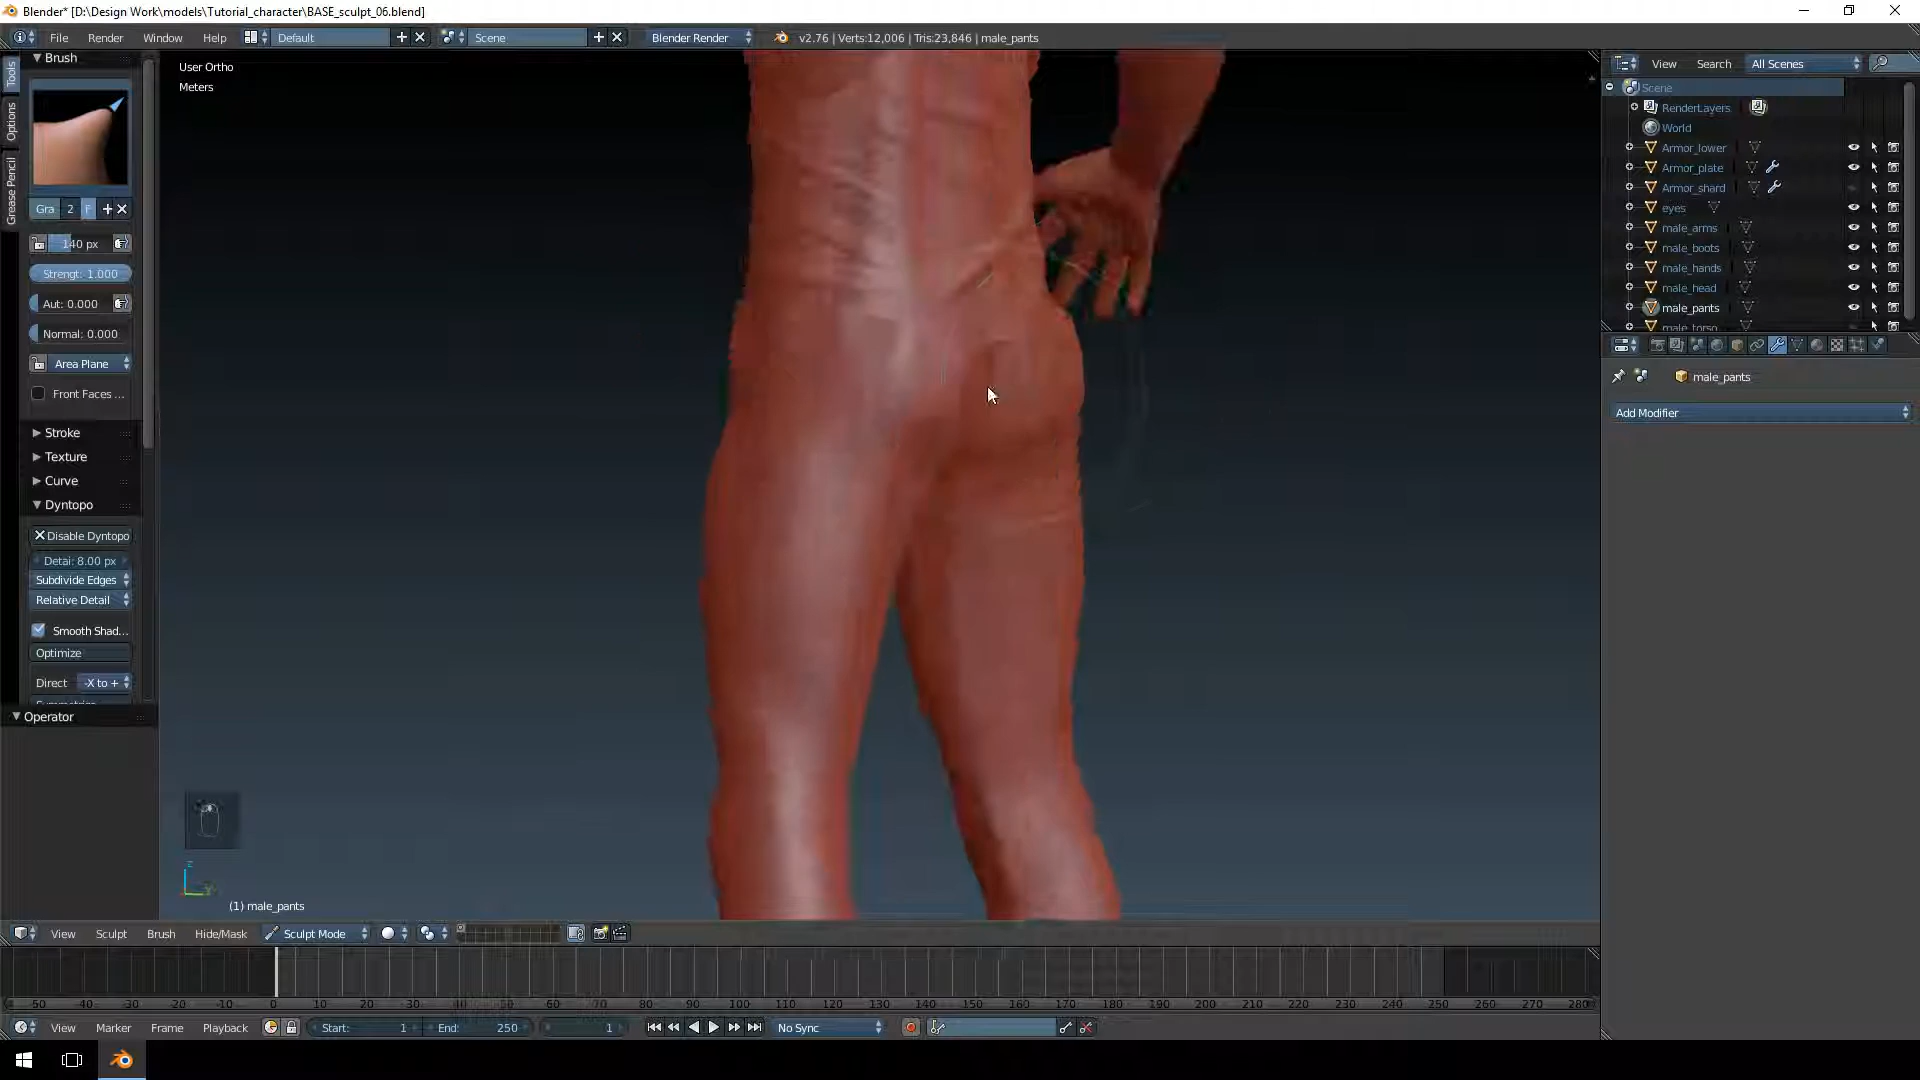 Blender* [D:\Design Work\models\Tutorial_character\BASE_sculpt_06.blend]
File Render Window Help Default Scene Blender Render v2.76 | Verts:12,006 | Tris:23,846 | male_pants
Brush
Tools
Options
Grease Pencil
Gra 2 F
140 px
Strengt: 1.000
Aut: 0.000
Normal: 0.000
Area Plane
Front Faces ...
Stroke
Texture
Curve
Dyntopo
Disable Dyntopo
Detai: 8.00 px
Subdivide Edges
Relative Detail
Smooth Shad...
Optimize
Direct -X to +
Operator
User Ortho
Meters
(1) male_pants
View Search All Scenes
Scene
RenderLayers
World
Armor_lower
Armor_plate
Armor_shard
eyes
male_arms
male_boots
male_hands
male_head
male_pants
male_torso
male_pants
Add Modifier
View Sculpt Brush Hide/Mask Sculpt Mode
-50 -40 -30 -20 -10 0 10 20 30 40 50 60 70 80 90 100 110 120 130 140 150 160 170 180 190 200 210 220 230 240 250 260 270 280
View Marker Frame Playback Start: 1 End: 250 1 No Sync